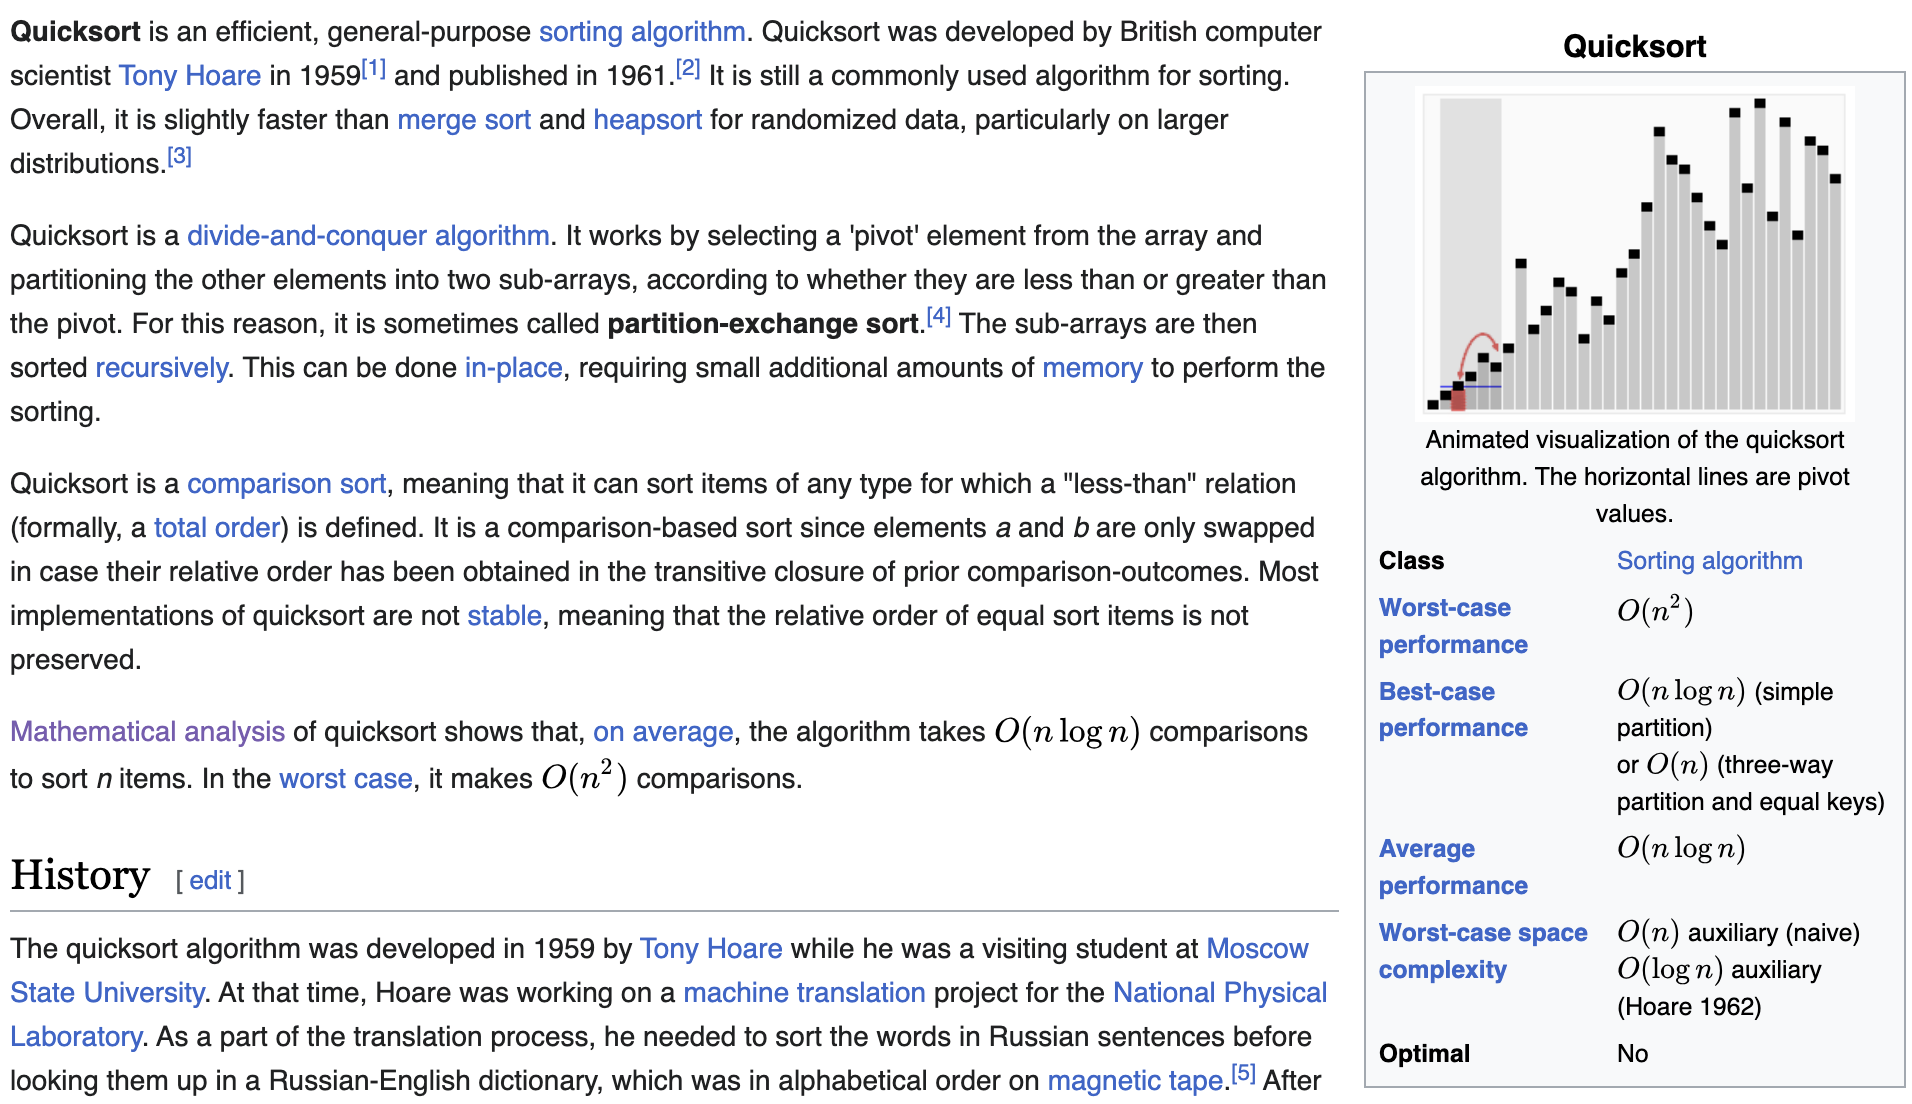 Quicksort is an efficient, general-purpose sorting algorithm. Quicksort was developed by British computer
scientist Tony Hoare in 1959[1] and published in 1961.[2] It is still a commonly used algorithm for sorting.
Overall, it is slightly faster than merge sort and heapsort for randomized data, particularly on larger
distributions.[3]
Quicksort is a divide-and-conquer algorithm. It works by selecting a 'pivot' element from the array and
partitioning the other elements into two sub-arrays, according to whether they are less than or greater than
the pivot. For this reason, it is sometimes called partition-exchange sort.[4] The sub-arrays are then
sorted recursively. This can be done in-place, requiring small additional amounts of memory to perform the
sorting.
Quicksort is a comparison sort, meaning that it can sort items of any type for which a "less-than" relation
(formally, a total order) is defined. It is a comparison-based sort since elements a and b are only swapped
in case their relative order has been obtained in the transitive closure of prior comparison-outcomes. Most
implementations of quicksort are not stable, meaning that the relative order of equal sort items is not
preserved.
Mathematical analysis of quicksort shows that, on average, the algorithm takes O(n log n) comparisons
to sort n items. In the worst case, it makes O(n²) comparisons.
History [ edit ]
The quicksort algorithm was developed in 1959 by Tony Hoare while he was a visiting student at Moscow
State University. At that time, Hoare was working on a machine translation project for the National Physical
Laboratory. As a part of the translation process, he needed to sort the words in Russian sentences before
looking them up in a Russian-English dictionary, which was in alphabetical order on magnetic tape.[5] After
Quicksort
Animated visualization of the quicksort
algorithm. The horizontal lines are pivot
values.
Class Sorting algorithm
Worst-case performance O(n²)
Best-case performance O(n log n) (simple
partition)
or O(n) (three-way
partition and equal keys)
Average performance O(n log n)
Worst-case space complexity O(n) auxiliary (naive)
O(log n) auxiliary
(Hoare 1962)
Optimal No